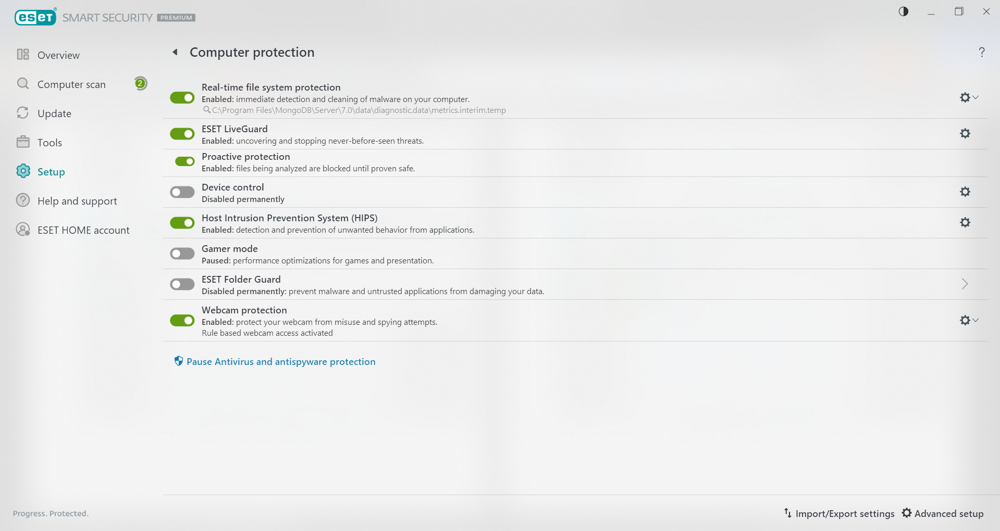 eset® SMART SECURITY PREMIUM
Overview
Computer scan 2
Update
Tools
Setup
Help and support
ESET HOME account
Computer protection
?
Real-time file system protection
Enabled: immediate detection and cleaning of malware on your computer.
C:\Program Files\MongoDB\Server\7.0\data\diagnostic.data\metrics.interim.temp
ESET LiveGuard
Enabled: uncovering and stopping never-before-seen threats.
Proactive protection
Enabled: files being analyzed are blocked until proven safe.
Device control
Disabled permanently
Host Intrusion Prevention System (HIPS)
Enabled: detection and prevention of unwanted behavior from applications.
Gamer mode
Paused: performance optimizations for games and presentation.
ESET Folder Guard
Disabled permanently: prevent malware and untrusted applications from damaging your data.
Webcam protection
Enabled: protect your webcam from misuse and spying attempts.
Rule based webcam access activated
Pause Antivirus and antispyware protection
Progress. Protected.
Import/Export settings
Advanced setup